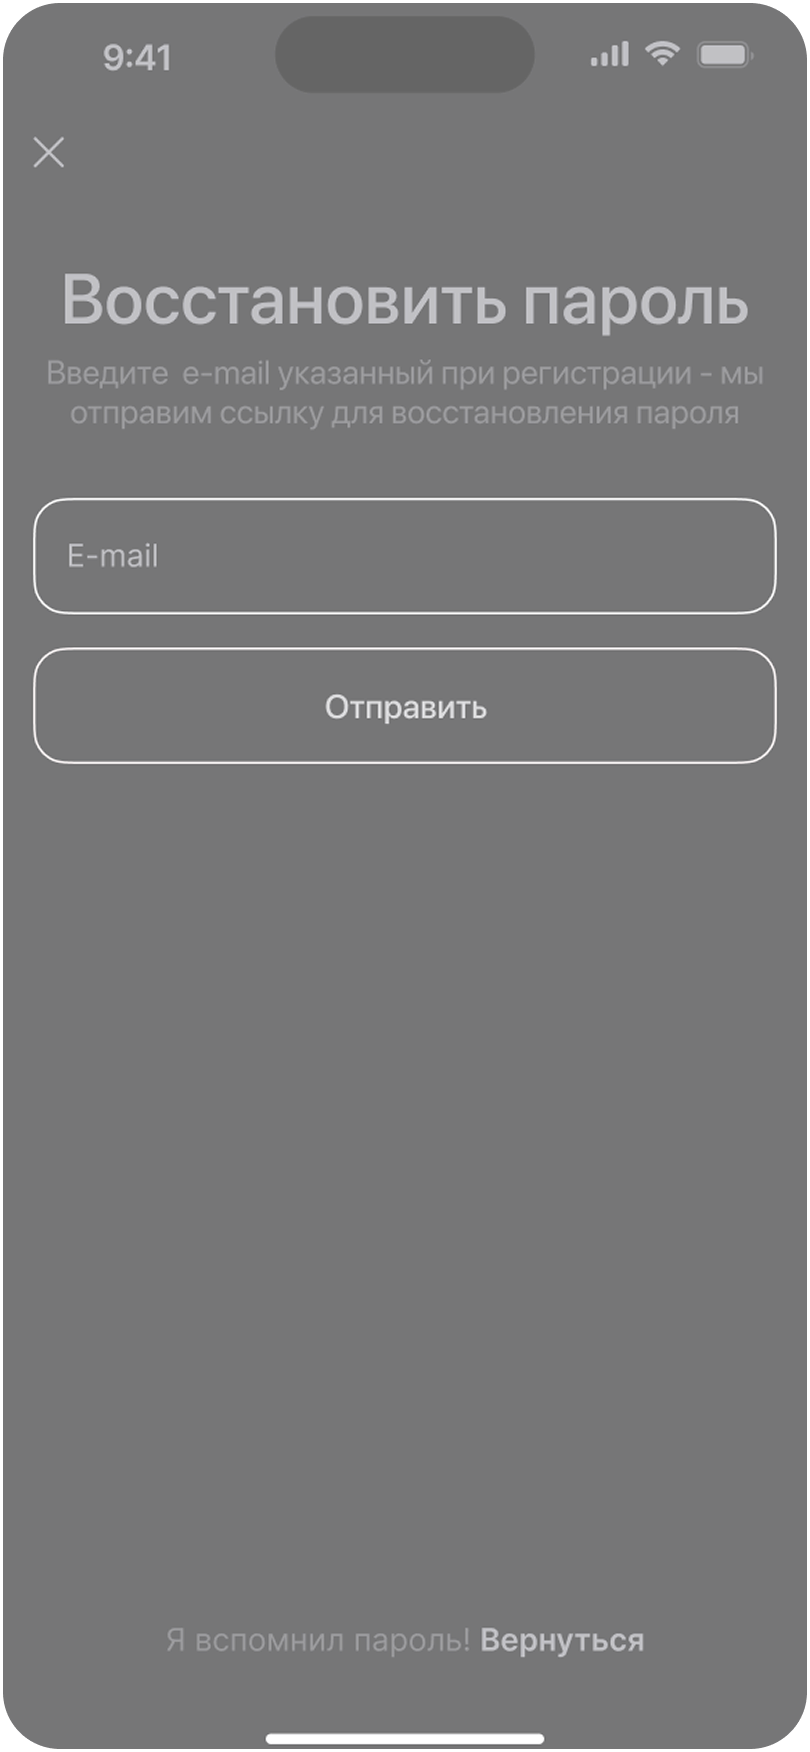 9:41
Восстановить пароль
Введите  e-mail указанный при регистрации - мы
отправим ссылку для восстановления пароля
E-mail
Отправить
Я вспомнил пароль! Вернуться